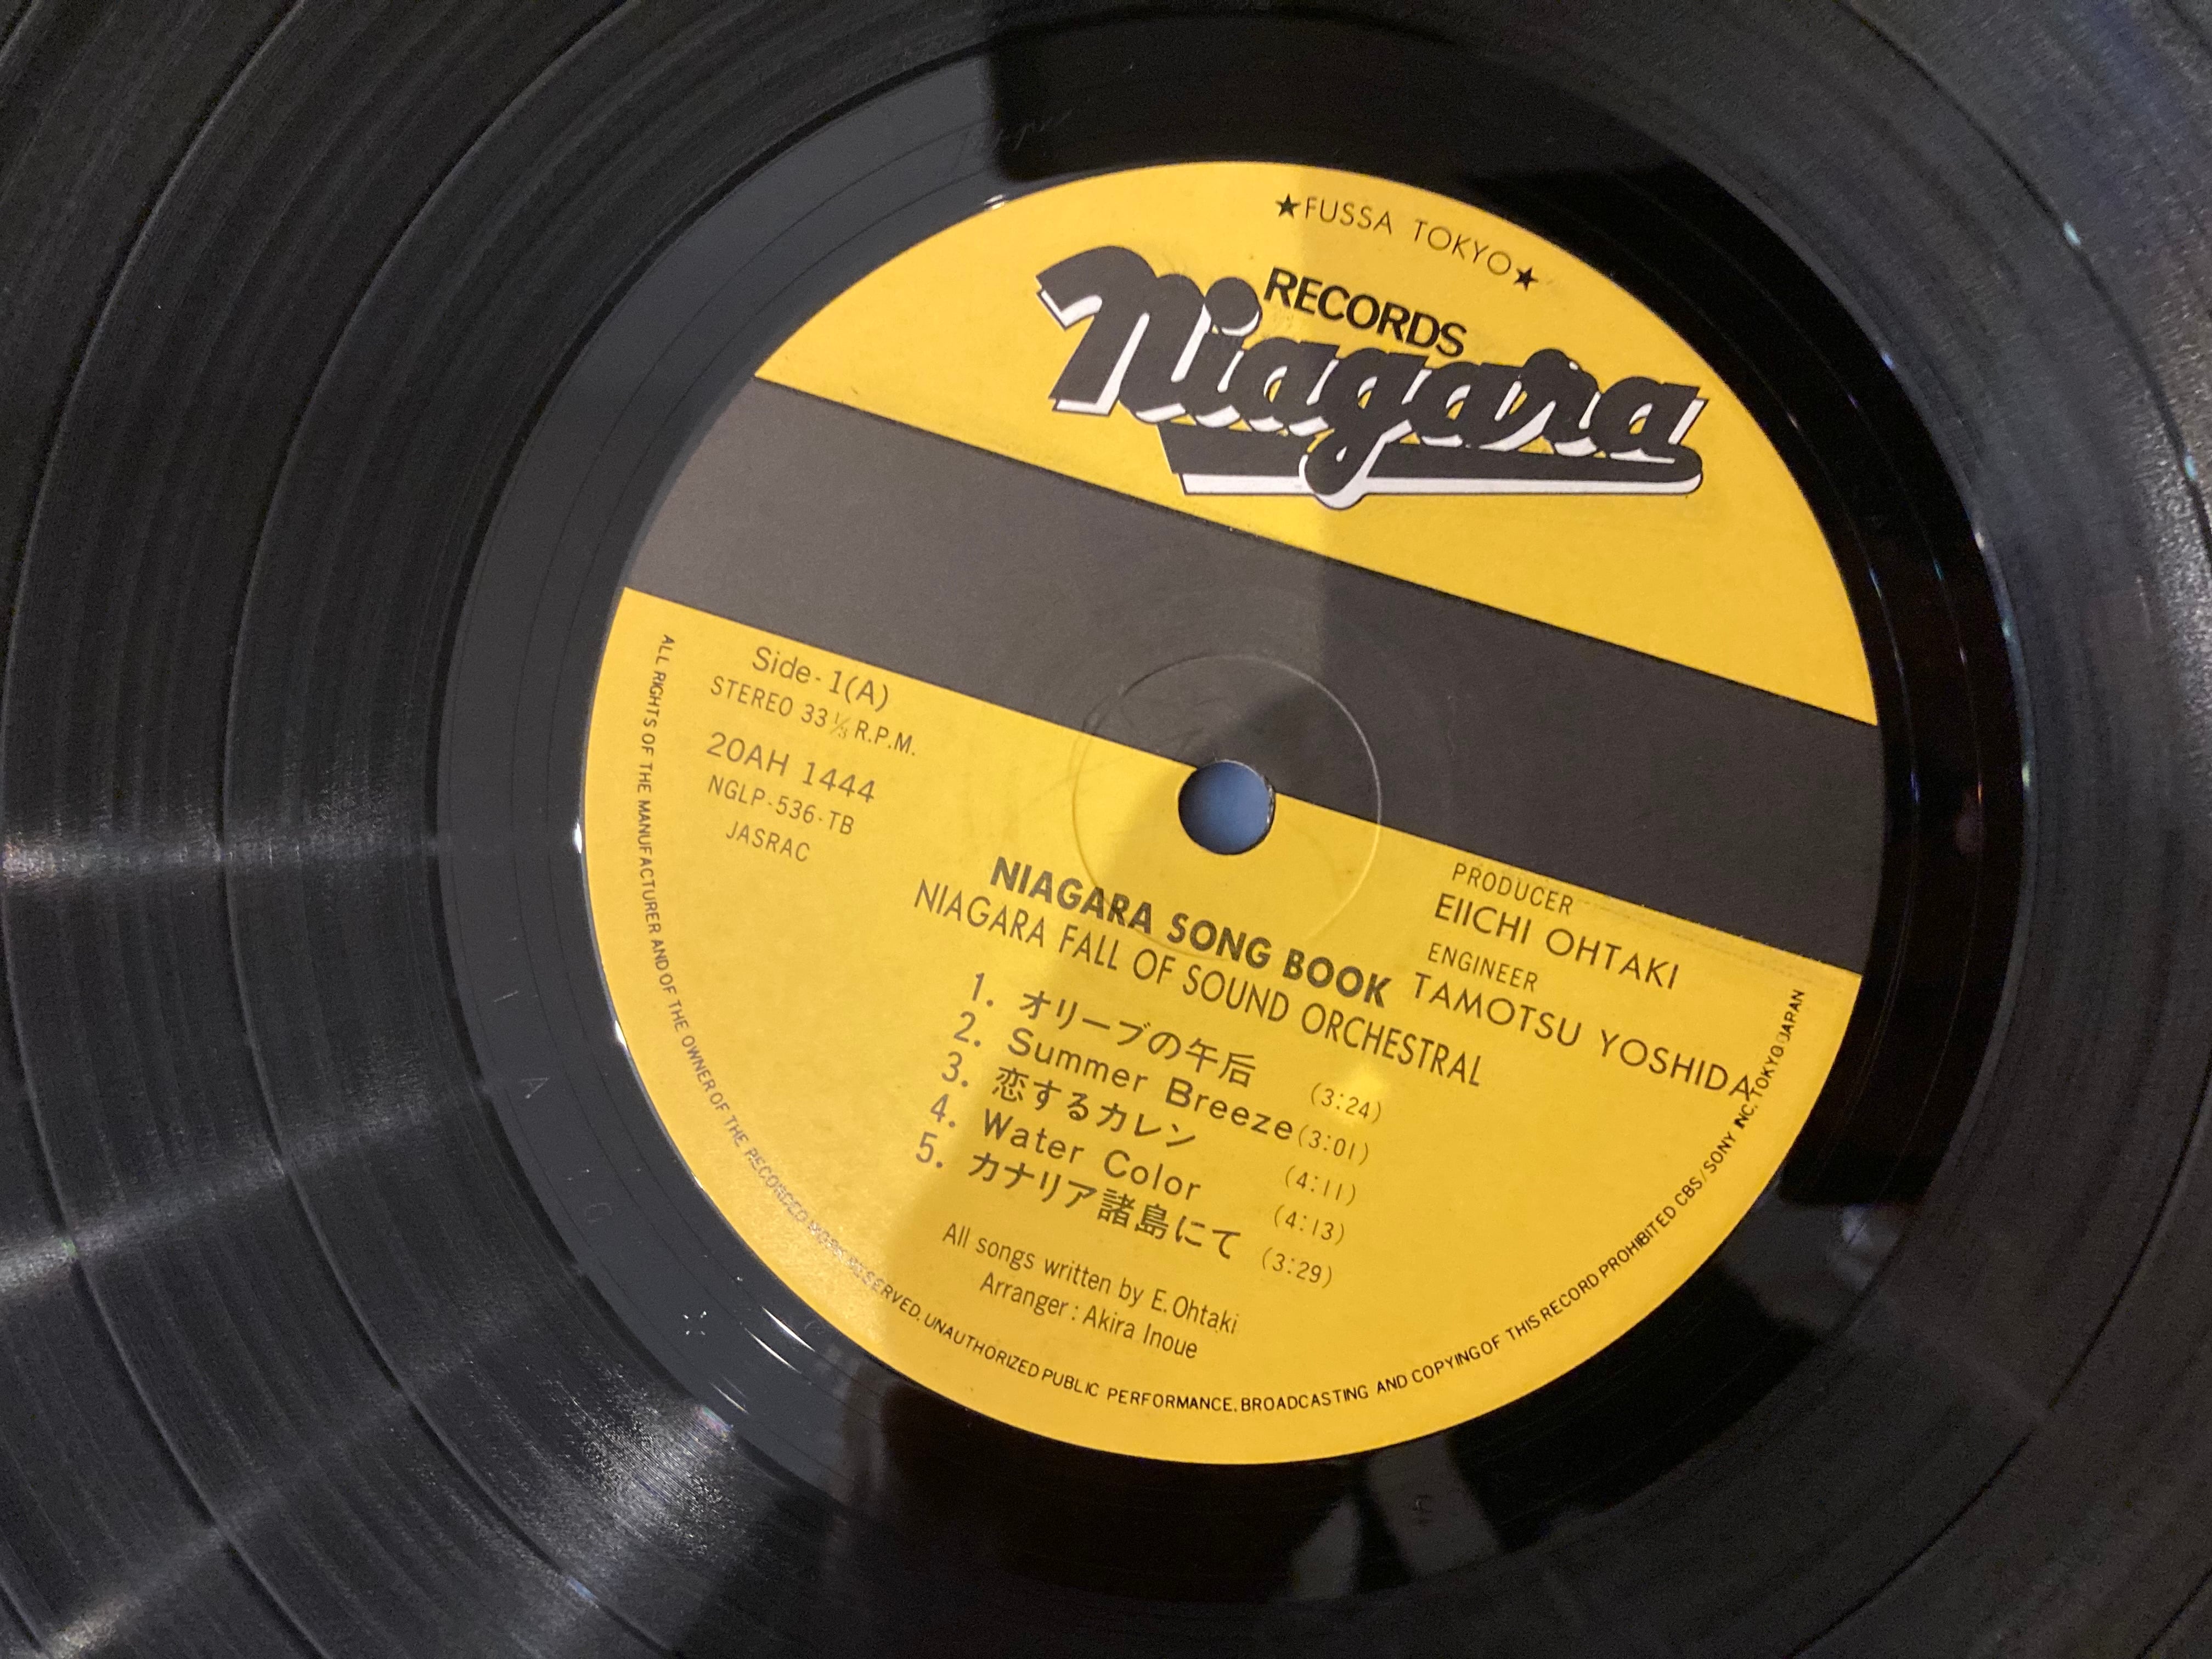 ★FUSSA TOKYO★
RECORDS
Niagara
Side-1(A)
STEREO 33⅓ R.P.M.
20AH 1444
NGLP-536-TB
JASRAC
PRODUCER
EIICHI OHTAKI
ENGINEER
TAMOTSU YOSHIDA
NIAGARA SONG BOOK
NIAGARA FALL OF SOUND ORCHESTRAL
1. オリーブの午后 (3:24)
2. Summer Breeze (3:01)
3. 恋するカレン (4:11)
4. Water Color (4:13)
5. カナリア諸島にて (3:29)
All songs written by E. Ohtaki
Arranger : Akira Inoue
ALL RIGHTS OF THE MANUFACTURER AND OF THE OWNER OF THE RECORDED WORK RESERVED. UNAUTHORIZED PUBLIC PERFORMANCE, BROADCASTING AND COPYING OF THIS RECORD PROHIBITED CBS/SONY INC. TOKYO JAPAN